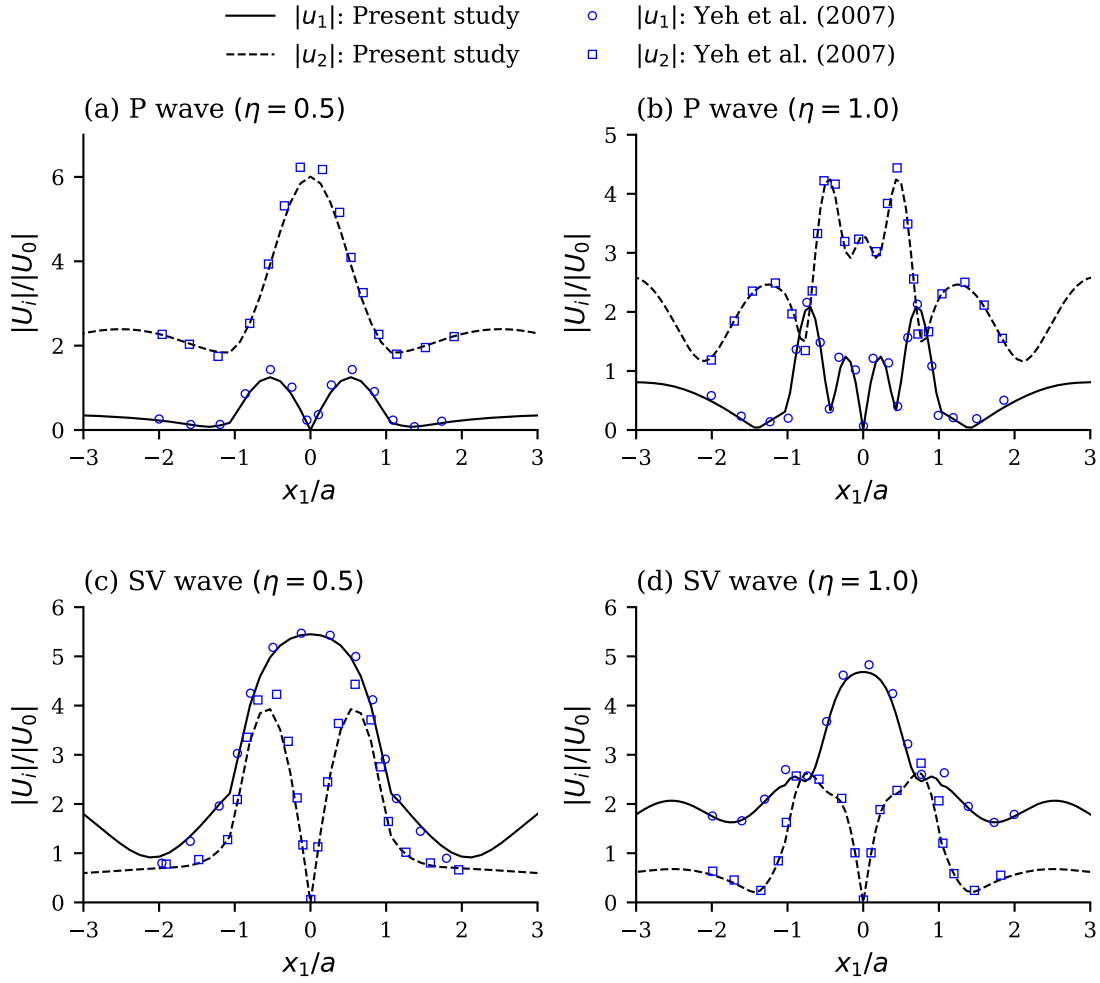 |u₁|: Present study |u₁|: Yeh et al. (2007)
|u₂|: Present study |u₂|: Yeh et al. (2007)
(a) P wave (η = 0.5)
|Uᵢ|/|U₀|
6
4
2
0
−3 −2 −1 0 1 2 3
x₁/a
(b) P wave (η = 1.0)
|Uᵢ|/|U₀|
5
4
3
2
1
0
−3 −2 −1 0 1 2 3
x₁/a
(c) SV wave (η = 0.5)
|Uᵢ|/|U₀|
6
5
4
3
2
1
0
−3 −2 −1 0 1 2 3
x₁/a
(d) SV wave (η = 1.0)
|Uᵢ|/|U₀|
6
5
4
3
2
1
0
−3 −2 −1 0 1 2 3
x₁/a